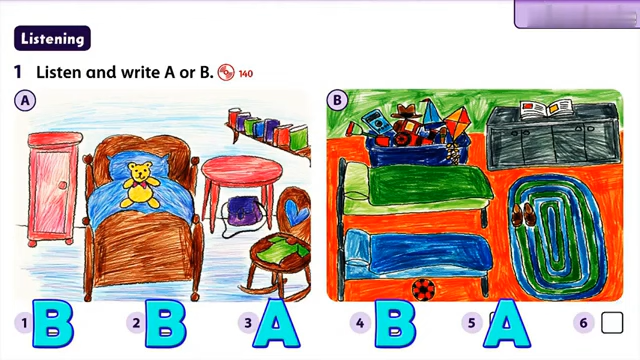 Listening
1 Listen and write A or B. 140
A B
1 B 2 B 3 A 4 B 5 A 6